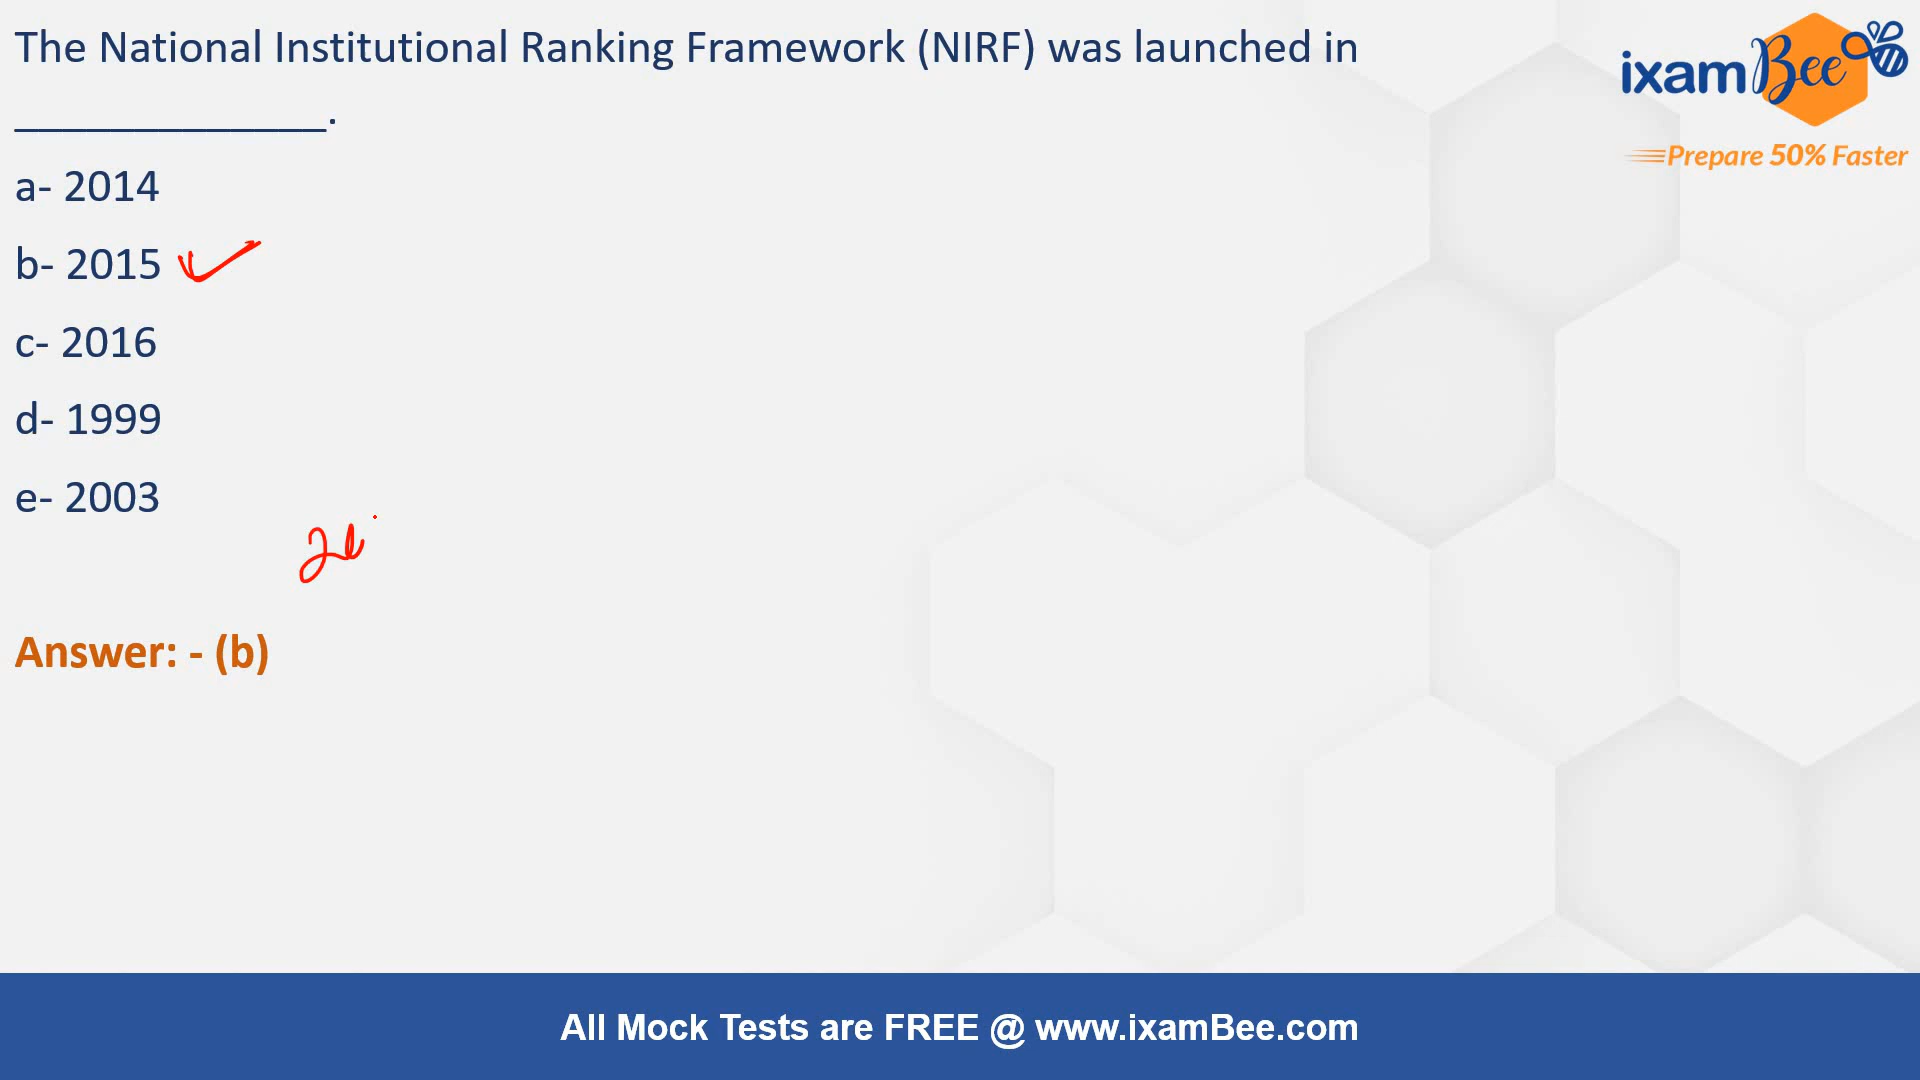 The National Institutional Ranking Framework (NIRF) was launched in
_____________.
a- 2014
b- 2015
c- 2016
d- 1999
e- 2003
Answer: - (b)
ixamBee
Prepare 50% Faster
All Mock Tests are FREE @ www.ixamBee.com